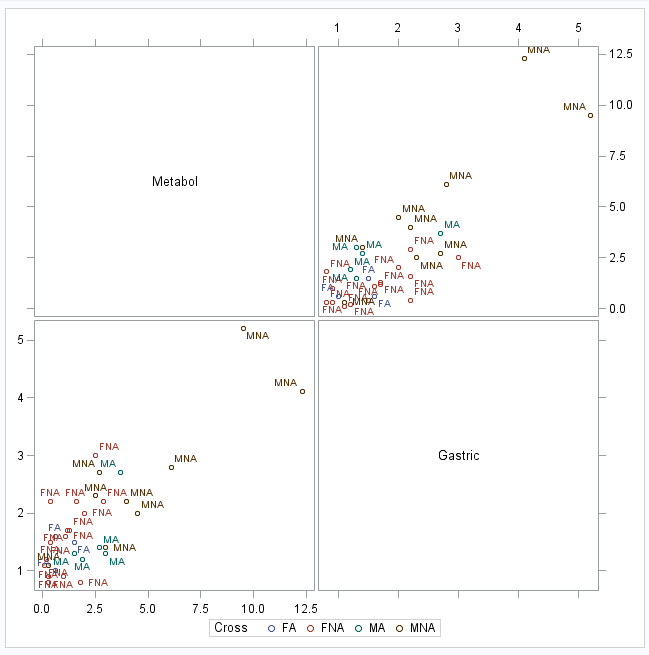 1 2 3 4 5
MNA 12.5
MNA 10.0
7.5
Metabol
MNA
MNA 5.0
MNA MA
MNA FNA
MA MA MNA
FNA FNA MNA FNA 2.5
MA FA
FNA FNA
MA
FA FNA FNA FNA
FNA FNA FNA
MNA FA 0.0
FNA FNA
5
MNA
MNA
4
FNA
3
MNA MA MNA
MNA
FNA FNA FNA MNA
MNA
2 FNA
FNA
FA FNA
FNA MA
FA MNA
MNA MA MA
MA
1
FNA FNA
Gastric
0.0 2.5 5.0 7.5 10.0 12.5
Cross FA FNA MA MNA